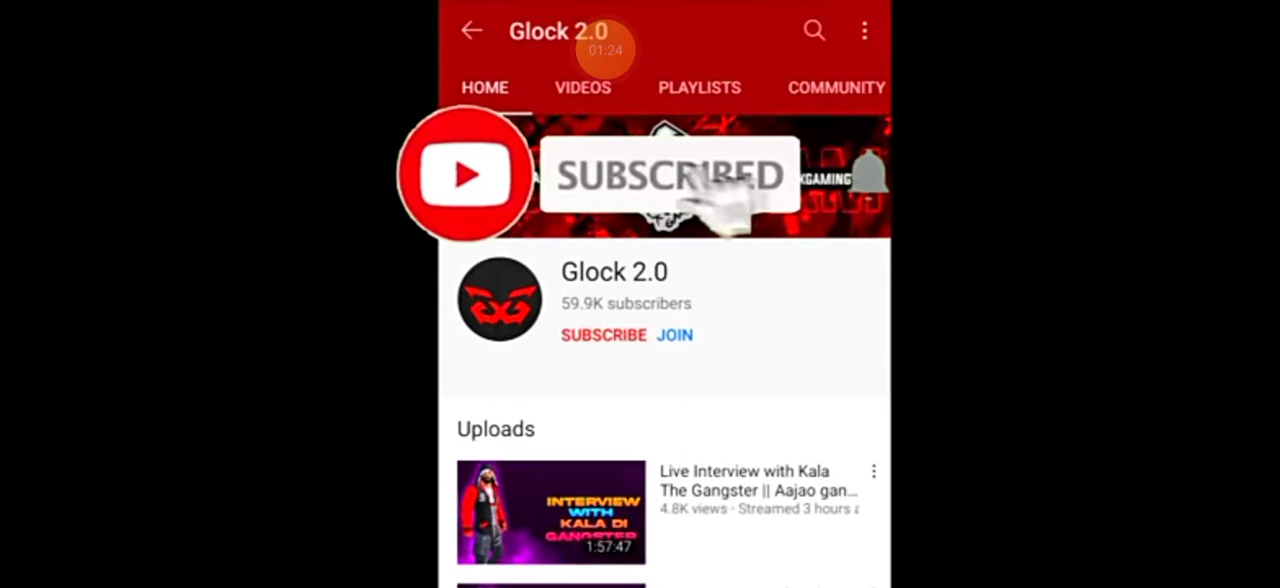 Glock 2.0
01:24
HOME VIDEOS PLAYLISTS COMMUNITY
SUBSCRIBED
Glock 2.0
59.9K subscribers
SUBSCRIBE JOIN
Uploads
Live Interview with Kala
The Gangster || Aajao gan...
4.8K views · Streamed 3 hours
INTERVIEW
WITH
KALA DI
GANGSTER
1:57:47